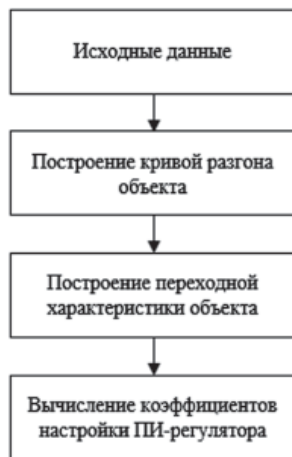 Исходные данные
Построение кривой разгона
объекта
Построение переходной
характеристики объекта
Вычисление коэффициентов
настройки ПИ-регулятора